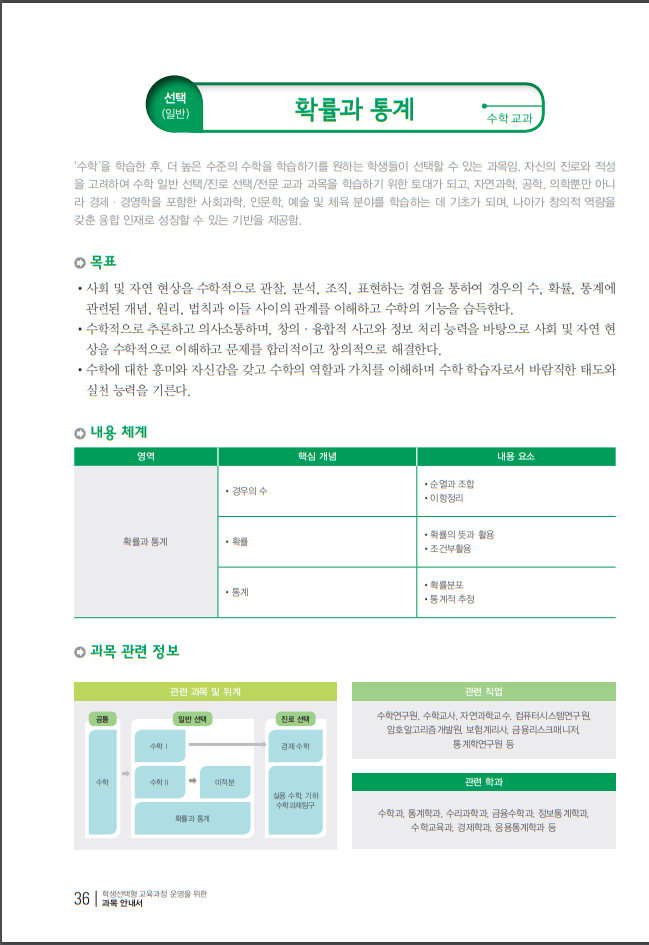 선택
(일반)
확률과 통계
수학 교과
'수학'을 학습한 후, 더 높은 수준의 수학을 학습하기를 원하는 학생들이 선택할 수 있는 과목임. 자신의 진로와 적성
을 고려하여 수학 일반 선택/진로 선택/전문 교과 과목을 학습하기 위한 토대가 되고, 자연과학, 공학, 의학뿐만 아니
라 경제·경영학을 포함한 사회과학, 인문학, 예술 및 체육 분야를 학습하는 데 기초가 되며, 나아가 창의적 역량을
갖춘 융합 인재로 성장할 수 있는 기반을 제공함.
목표
• 사회 및 자연 현상을 수학적으로 관찰, 분석, 조직, 표현하는 경험을 통하여 경우의 수, 확률, 통계에
관련된 개념, 원리, 법칙과 이들 사이의 관계를 이해하고 수학의 기능을 습득한다.
• 수학적으로 추론하고 의사소통하며, 창의·융합적 사고와 정보 처리 능력을 바탕으로 사회 및 자연 현
상을 수학적으로 이해하고 문제를 합리적이고 창의적으로 해결한다.
• 수학에 대한 흥미와 자신감을 갖고 수학의 역할과 가치를 이해하며 수학 학습자로서 바람직한 태도와
실천 능력을 기른다.
내용 체계
영역 핵심 개념 내용 요소
확률과 통계
• 경우의 수
• 순열과 조합
• 이항정리
• 확률
• 확률의 뜻과 활용
• 조건부활용
• 통계
• 확률분포
• 통계적 추정
과목 관련 정보
관련 과목 및 위계
공통 일반 선택 진로 선택
수학
수학 I
경제 수학
수학 II
미적분
확률과 통계
실용 수학, 기하
수학과제탐구
관련 직업
수학연구원, 수학교사, 자연과학교수, 컴퓨터시스템연구원,
암호알고리즘개발원, 보험계리사, 금융리스크매니저,
통계학연구원 등
관련 학과
수학과, 통계학과, 수리과학과, 금융수학과, 정보통계학과,
수학교육과, 경제학과, 응용통계학과 등
36
학생선택형 교육과정 운영을 위한
과목 안내서